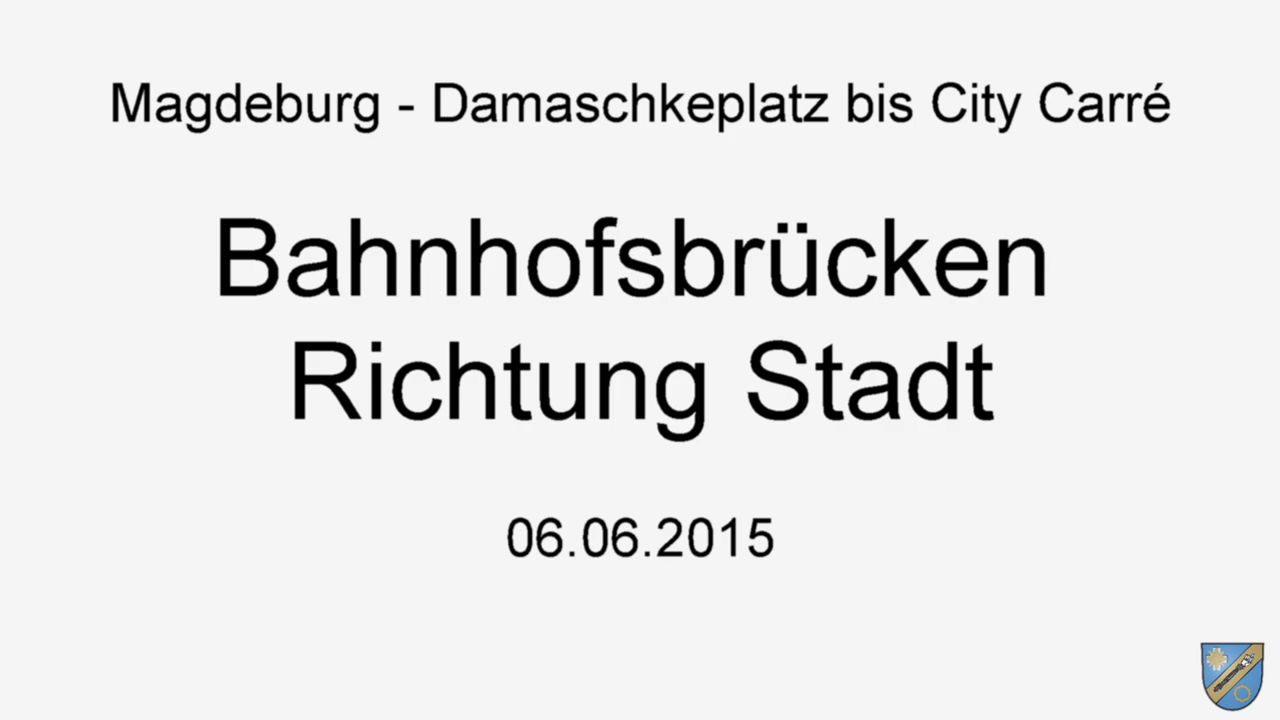 Magdeburg - Damaschkeplatz bis City Carré
Bahnhofsbrücken
Richtung Stadt
06.06.2015